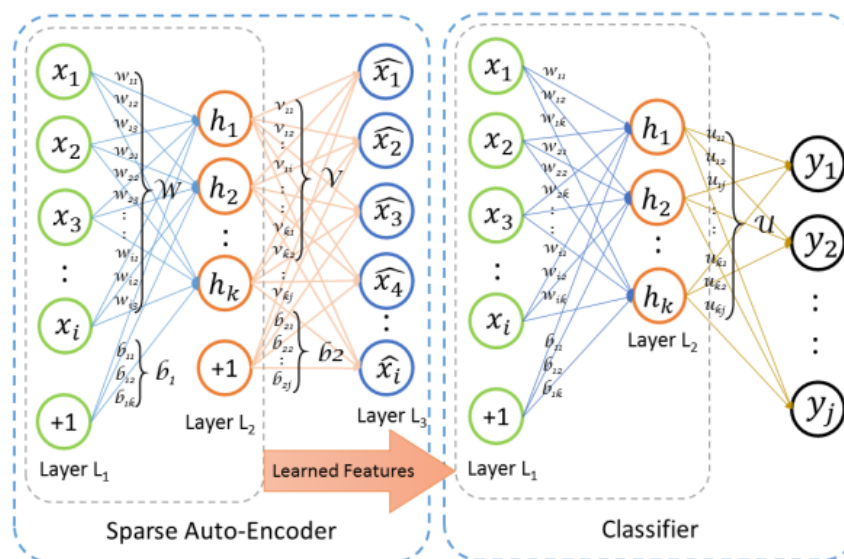 x₁
x₂
x₃
⋮
xᵢ
+1
Layer L₁
w₁₁
w₁₂
w₂₃
w₂₁
w₂₂
w₂₃
⋮
wᵢ₁
wᵢ₂
wᵢ₃
W
b₁₁
b₁₂
b₁ₖ
b₁
h₁
h₂
⋮
hₖ
+1
Layer L₂
v₁₁
v₁₂
⋮
v₁₁
⋮
vₖ₁
vₖ₂
⋮
vₖⱼ
V
b₂₁
b₂₂
⋮
b₂ⱼ
b2
x̂₁
x̂₂
x̂₃
x̂₄
⋮
x̂ᵢ
Layer L₃
Learned Features
Sparse Auto-Encoder
x₁
x₂
x₃
⋮
xᵢ
+1
Layer L₁
w₁₁
w₁₂
w₁ₖ
w₂₁
w₂₂
w₂ₖ
⋮
wᵢ₁
wᵢ₂
wᵢₖ
b₁₁
b₁₂
b₁ₖ
h₁
h₂
⋮
hₖ
Layer L₂
u₁₂
u₁ⱼ
⋮
uₖ₁
uₖ₂
uₖⱼ
U
y₁
y₂
⋮
yⱼ
Classifier